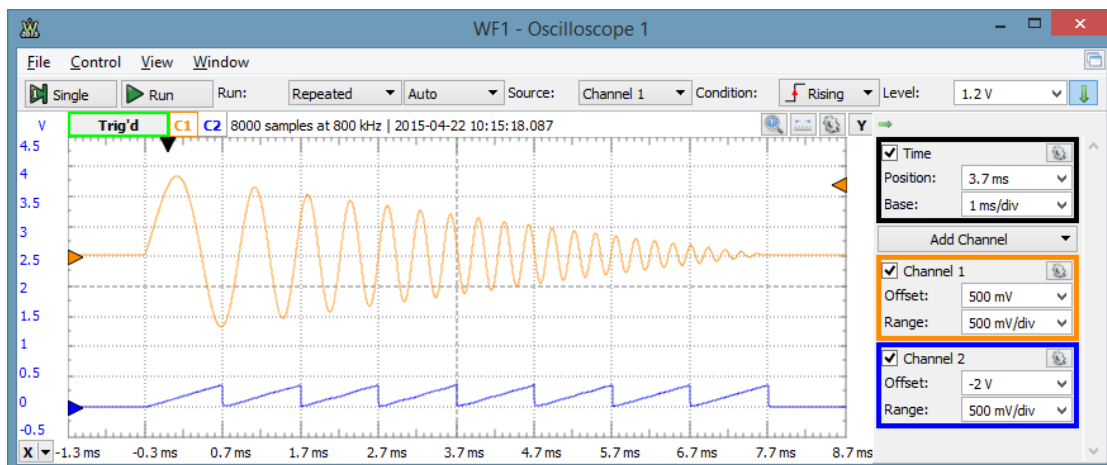 WF1 - Oscilloscope 1
File Control View Window
Single Run Run: Repeated Auto Source: Channel 1 Condition: Rising Level: 1.2 V
V Trig'd C1 C2 8000 samples at 800 kHz | 2015-04-22 10:15:18.087 Y
4.5
4
3.5
3
2.5
2
1.5
1
0.5
0
-0.5
X -1.3 ms -0.3 ms 0.7 ms 1.7 ms 2.7 ms 3.7 ms 4.7 ms 5.7 ms 6.7 ms 7.7 ms 8.7 ms
Time
Position: 3.7 ms
Base: 1 ms/div
Add Channel
Channel 1
Offset: 500 mV
Range: 500 mV/div
Channel 2
Offset: -2 V
Range: 500 mV/div